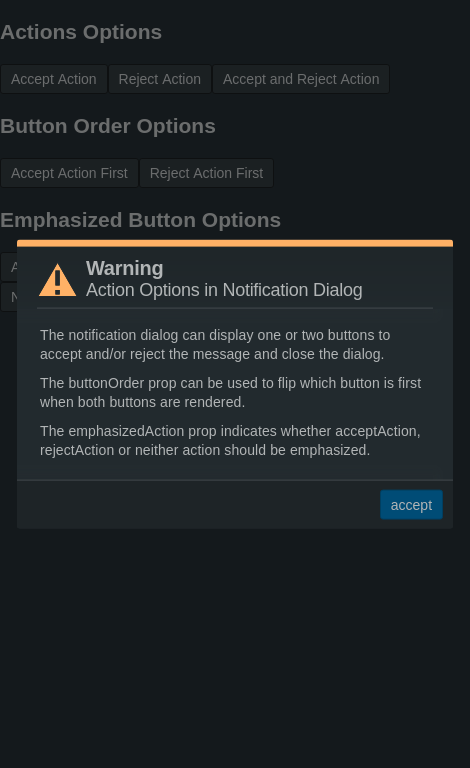 Actions Options
Accept Action Reject Action Accept and Reject Action
Button Order Options
Accept Action First Reject Action First
Emphasized Button Options
Warning
Action Options in Notification Dialog
The notification dialog can display one or two buttons to
accept and/or reject the message and close the dialog.
The buttonOrder prop can be used to flip which button is first
when both buttons are rendered.
The emphasizedAction prop indicates whether acceptAction,
rejectAction or neither action should be emphasized.
accept